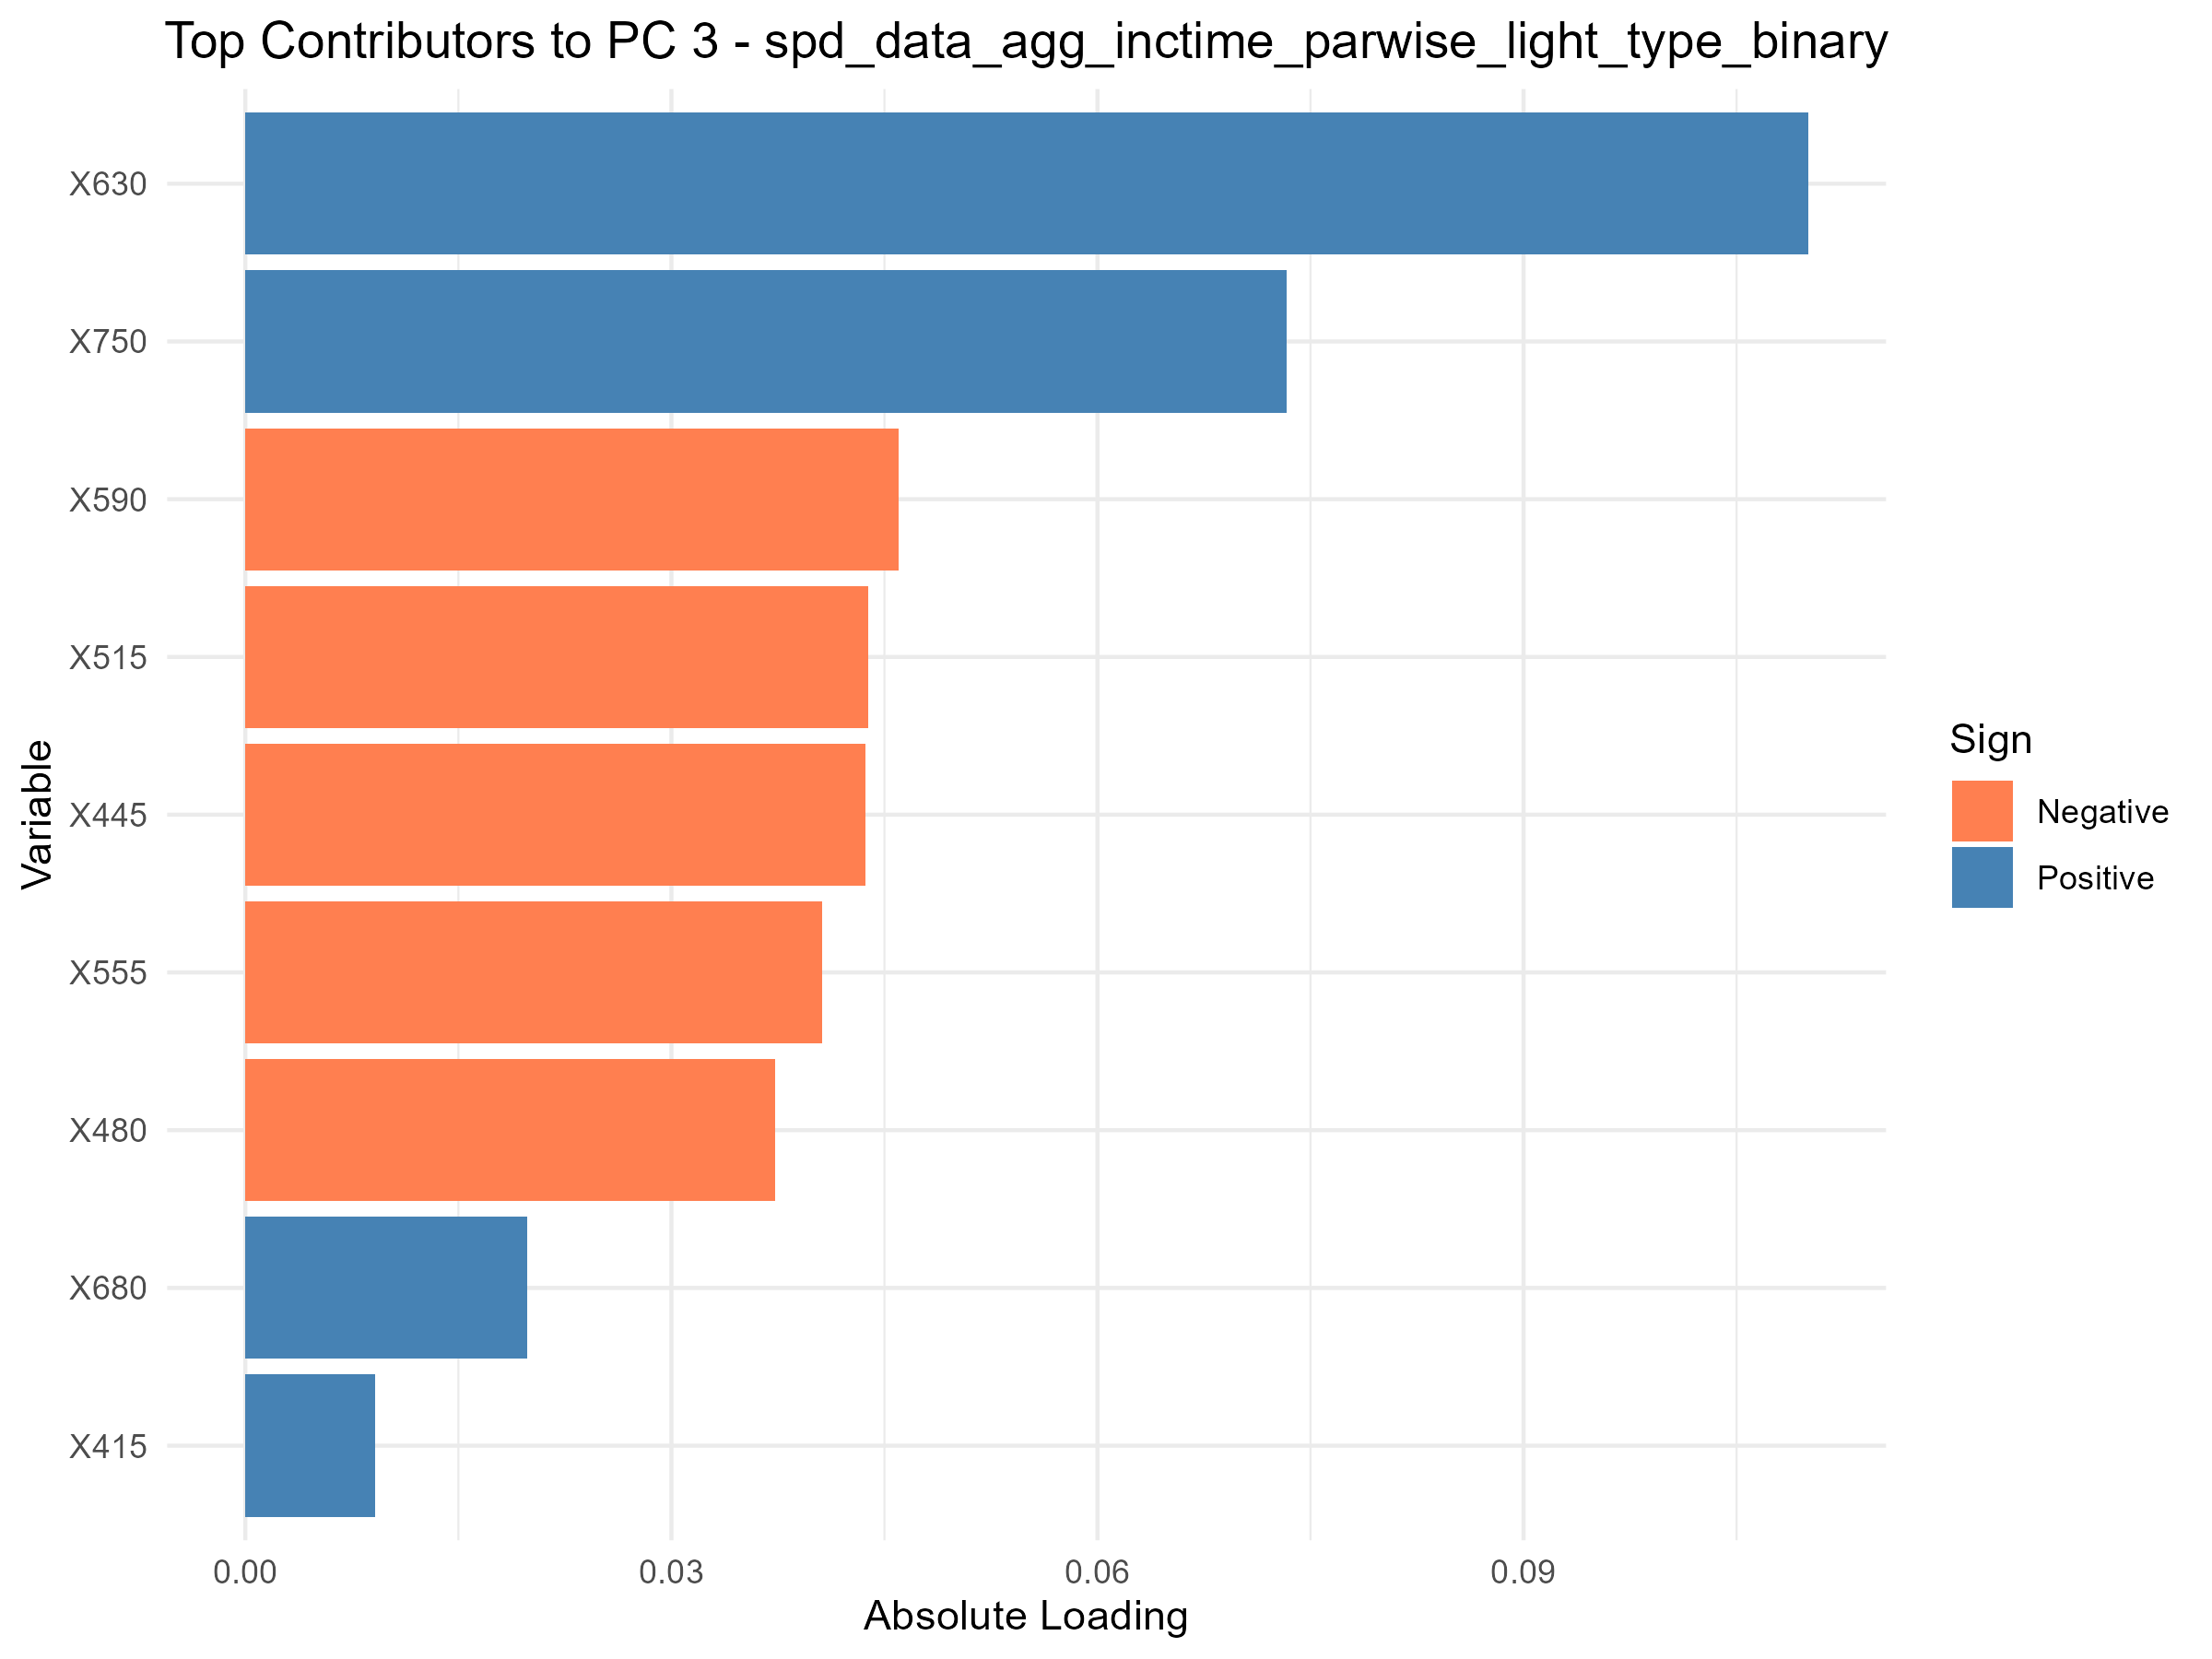 Top Contributors to PC 3 - spd_data_agg_inctime_parwise_light_type_binary
X630
X750
X590
X515
X445
X555
X480
X680
X415
Variable
0.00 0.03 0.06 0.09
Absolute Loading
Sign
Negative
Positive